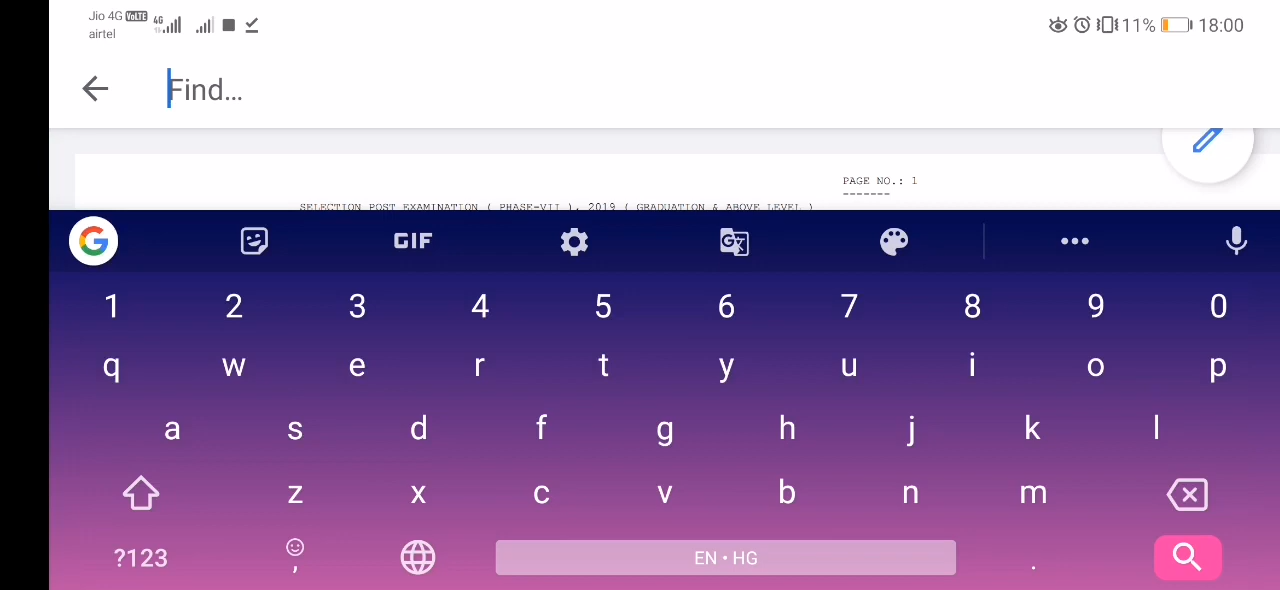 Jio 4G VoLTE 4G 11% 18:00
airtel
Find...
PAGE NO.: 1
SELECTION POST EXAMINATION ( PHASE-VII ), 2019 ( GRADUATION & ABOVE LEVEL )
G GIF G
1 2 3 4 5 6 7 8 9 0
q w e r t y u i o p
a s d f g h j k l
z x c v b n m
?123 , EN • HG .